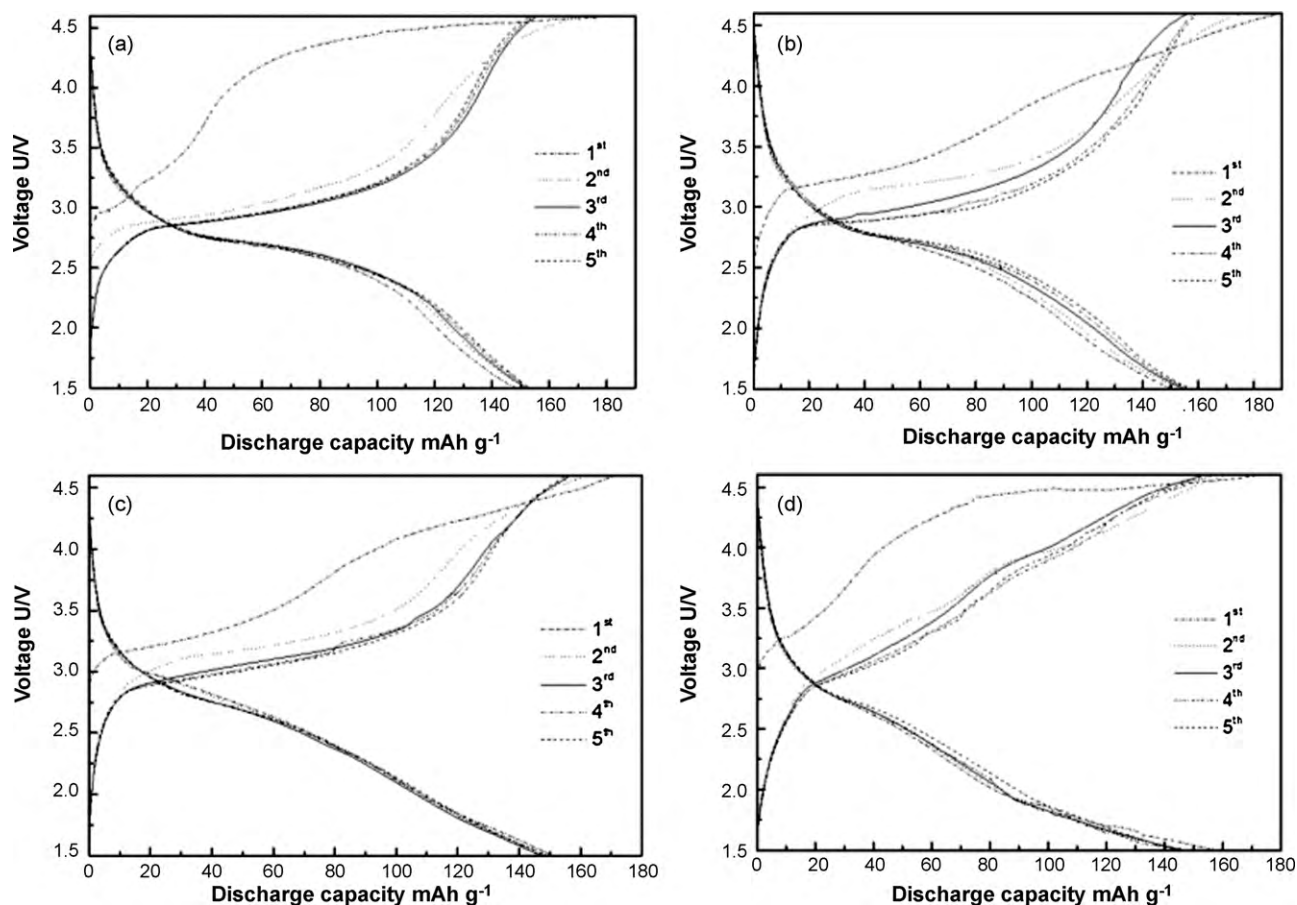 (a)
Voltage U/V
4.5
4.0
3.5
3.0
2.5
2.0
1.5
1st
2nd
3rd
4th
5th
0 20 40 60 80 100 120 140 160 180
Discharge capacity mAh g-1
(b)
Voltage U/V
4.5
4.0
3.5
3.0
2.5
2.0
1.5
1st
2nd
3rd
4th
5th
0 20 40 60 80 100 120 140 .160 180
Discharge capacity mAh g-1
(c)
Voltage U/V
4.5
4.0
3.5
3.0
2.5
2.0
1.5
1st
2nd
3rd
4th
5th
0 20 40 60 80 100 120 140 160 180
Discharge capacity mAh g-1
(d)
Voltage U/V
4.5
4.0
3.5
3.0
2.5
2.0
1.5
1st
2nd
3rd
4th
5th
0 20 40 60 80 100 120 140 160 180
Discharge capacity mAh g-1